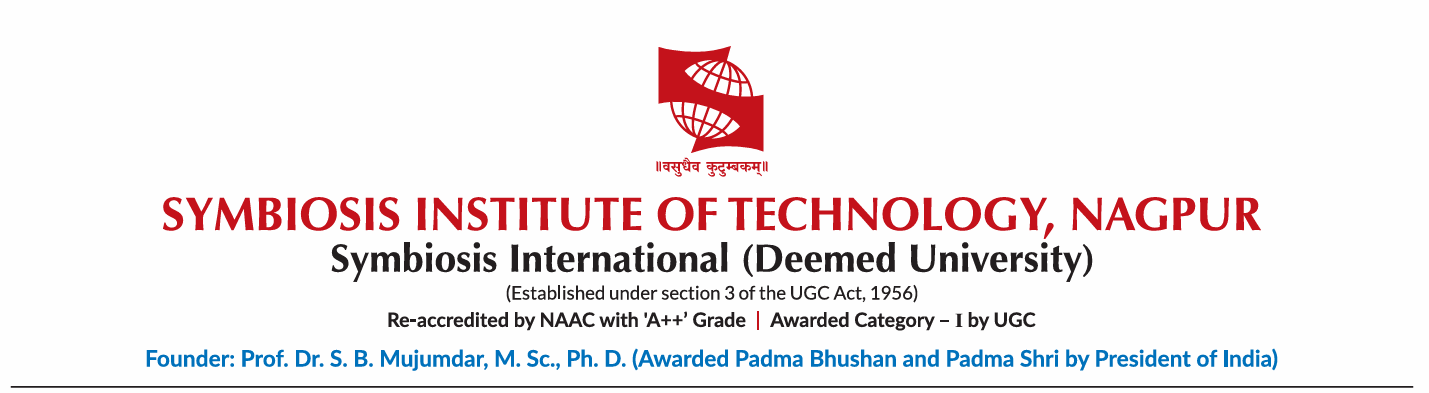 ॥वसुधैव कुटुम्बकम्॥
SYMBIOSIS INSTITUTE OF TECHNOLOGY, NAGPUR
Symbiosis International (Deemed University)
(Established under section 3 of the UGC Act, 1956)
Re-accredited by NAAC with 'A++’ Grade | Awarded Category – I by UGC
Founder: Prof. Dr. S. B. Mujumdar, M. Sc., Ph. D. (Awarded Padma Bhushan and Padma Shri by President of India)